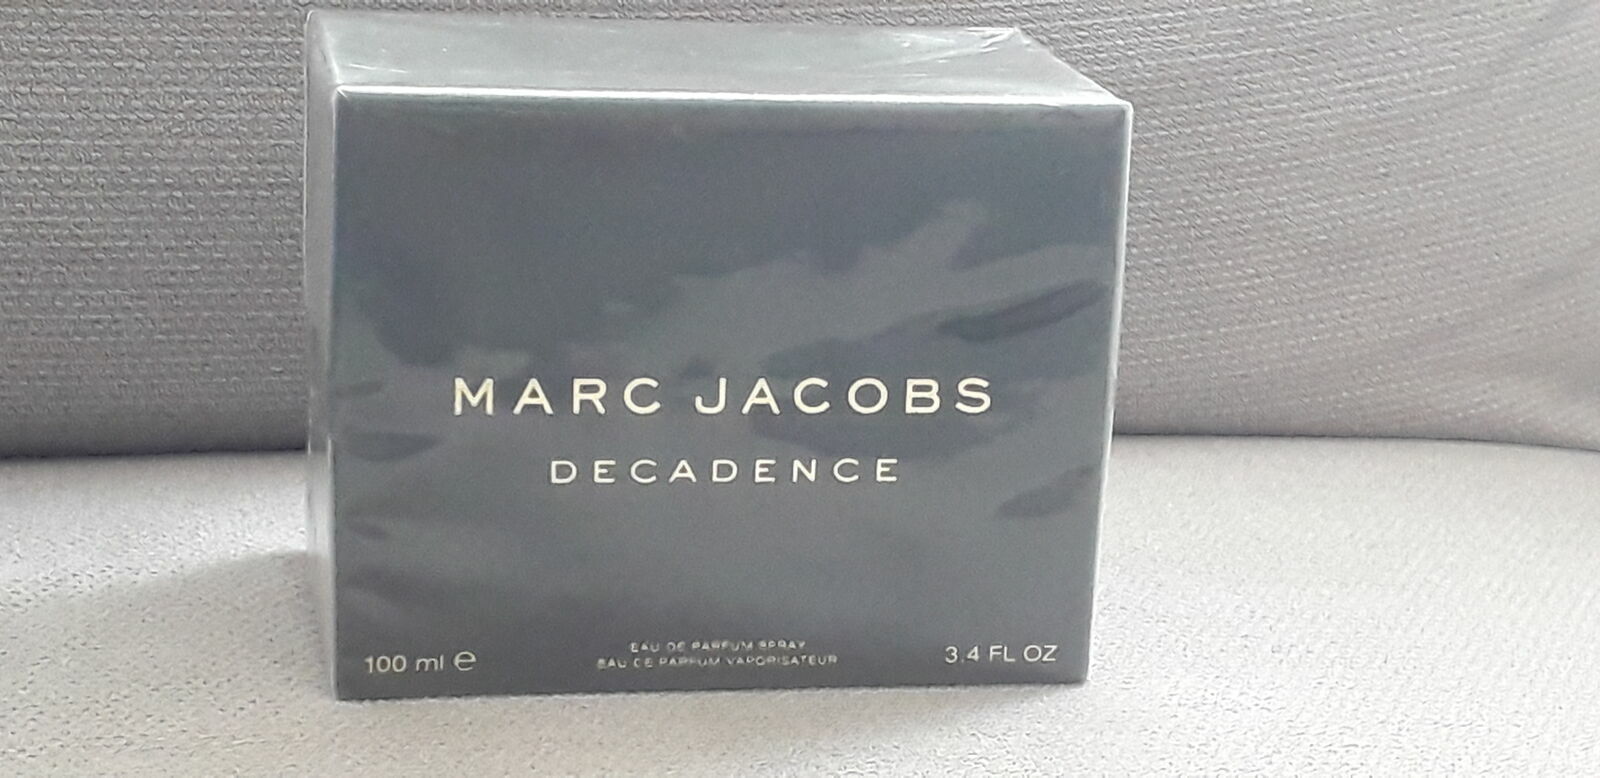 MARC JACOBS
DECADENCE
EAU DE PARFUM SPRAY
EAU DE PARFUM VAPORISATEUR
100 ml ℮
3.4 FL OZ